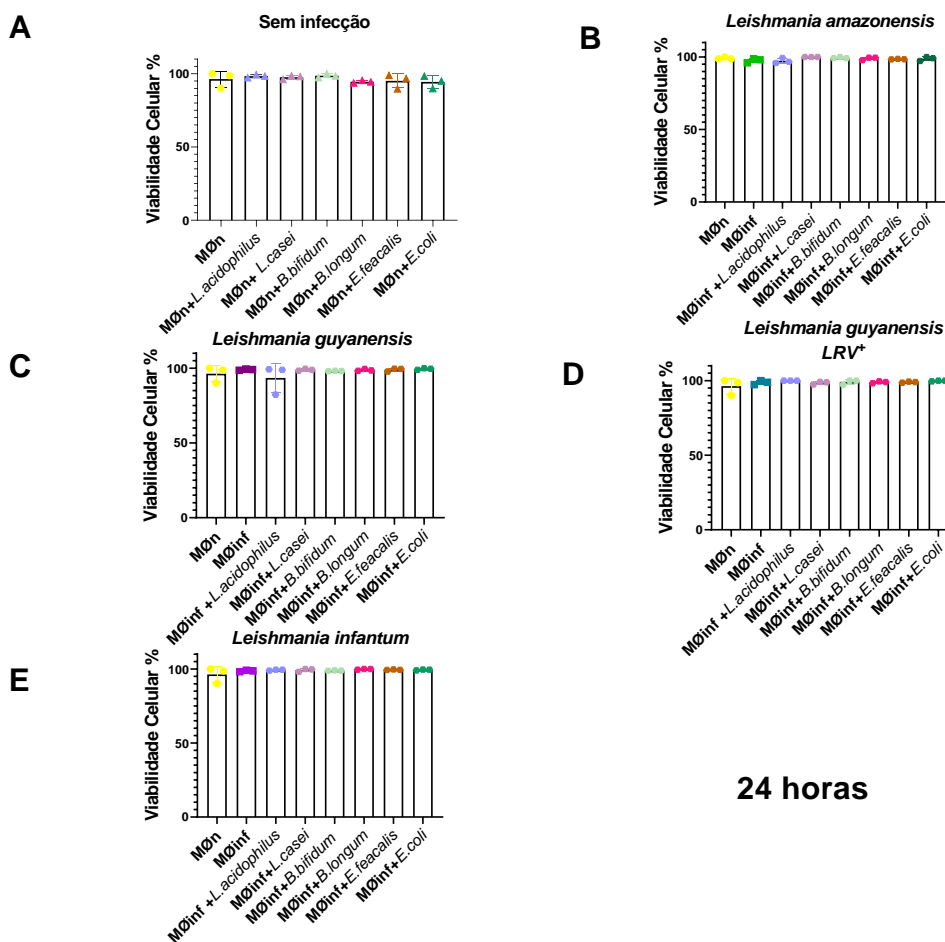 A
Sem infecção
Viabilidade Celular %
100
50
0
MØn
MØn+L.acidophilus
MØn+ L.casei
MØn+B.bifidum
MØn+B.longum
MØn+E.feacalis
MØn+E.coli
B
Leishmania amazonensis
Viabilidade Celular %
100
50
0
MØn
MØinf
MØinf +L.acidophilus
MØinf+L.casei
MØinf+B.bifidum
MØinf+B.longum
MØinf+E.feacalis
MØinf+E.coli
C
Leishmania guyanensis
Viabilidade Celular %
100
50
0
MØn
MØinf
MØinf +L.acidophilus
MØinf+L.casei
MØinf+B.bifidum
MØinf+B.longum
MØinf+E.feacalis
MØinf+E.coli
D
Leishmania guyanensis
LRV+
Viabilidade Celular %
100
50
0
MØn
MØinf
MØinf +L.acidophilus
MØinf+L.casei
MØinf+B.bifidum
MØinf+B.longum
MØinf+E.feacalis
MØinf+E.coli
E
Leishmania infantum
Viabilidade Celular %
100
50
0
MØn
MØinf
MØinf +L.acidophilus
MØinf+L.casei
MØinf+B.bifidum
MØinf+B.longum
MØinf+E.feacalis
MØinf+E.coli
24 horas